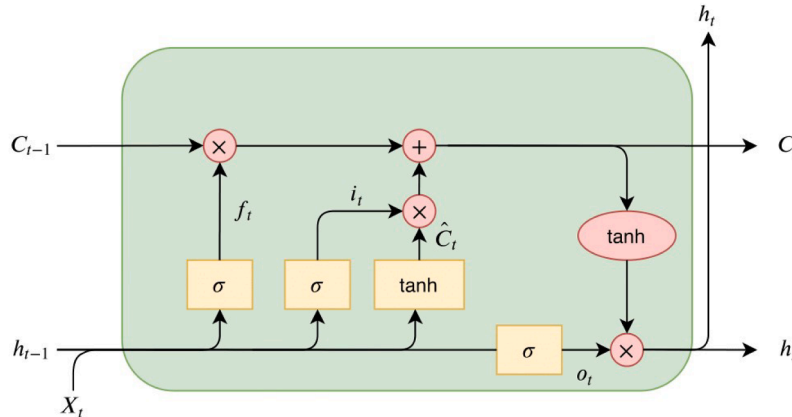 h_t
C_{t−1} × + C
f_t i_t × Ĉ_t tanh
σ σ tanh
h_{t−1} σ o_t × h
X_t